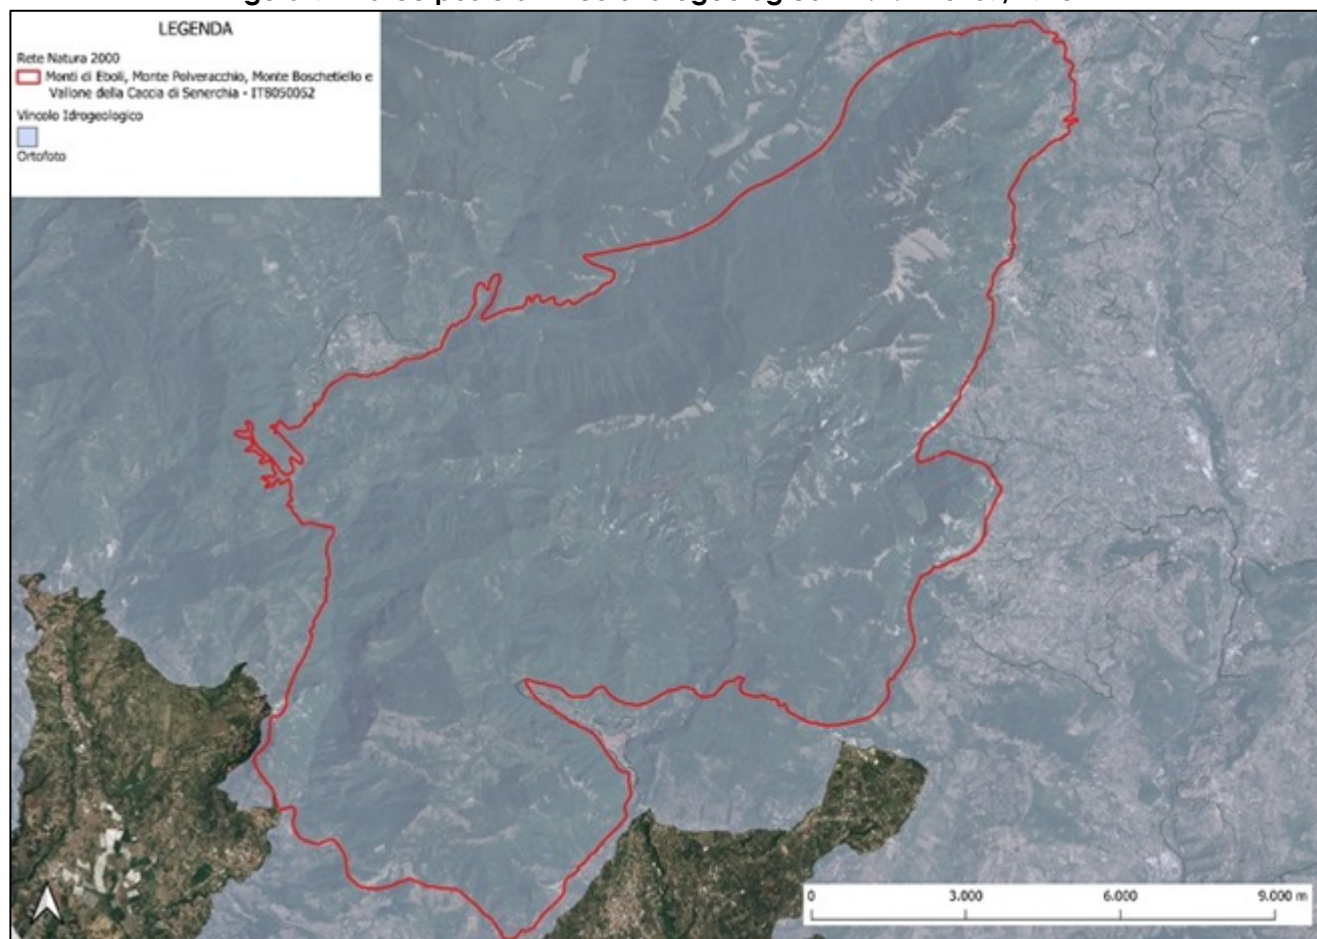 LEGENDA
Rete Natura 2000
Monti di Eboli, Monte Polveracchio, Monte Boschetiello e
Vallone della Caccia di Senerchia - IT8050052
Vincolo Idrogeologico
Ortofoto
0 3.000 6.000 9.000 m